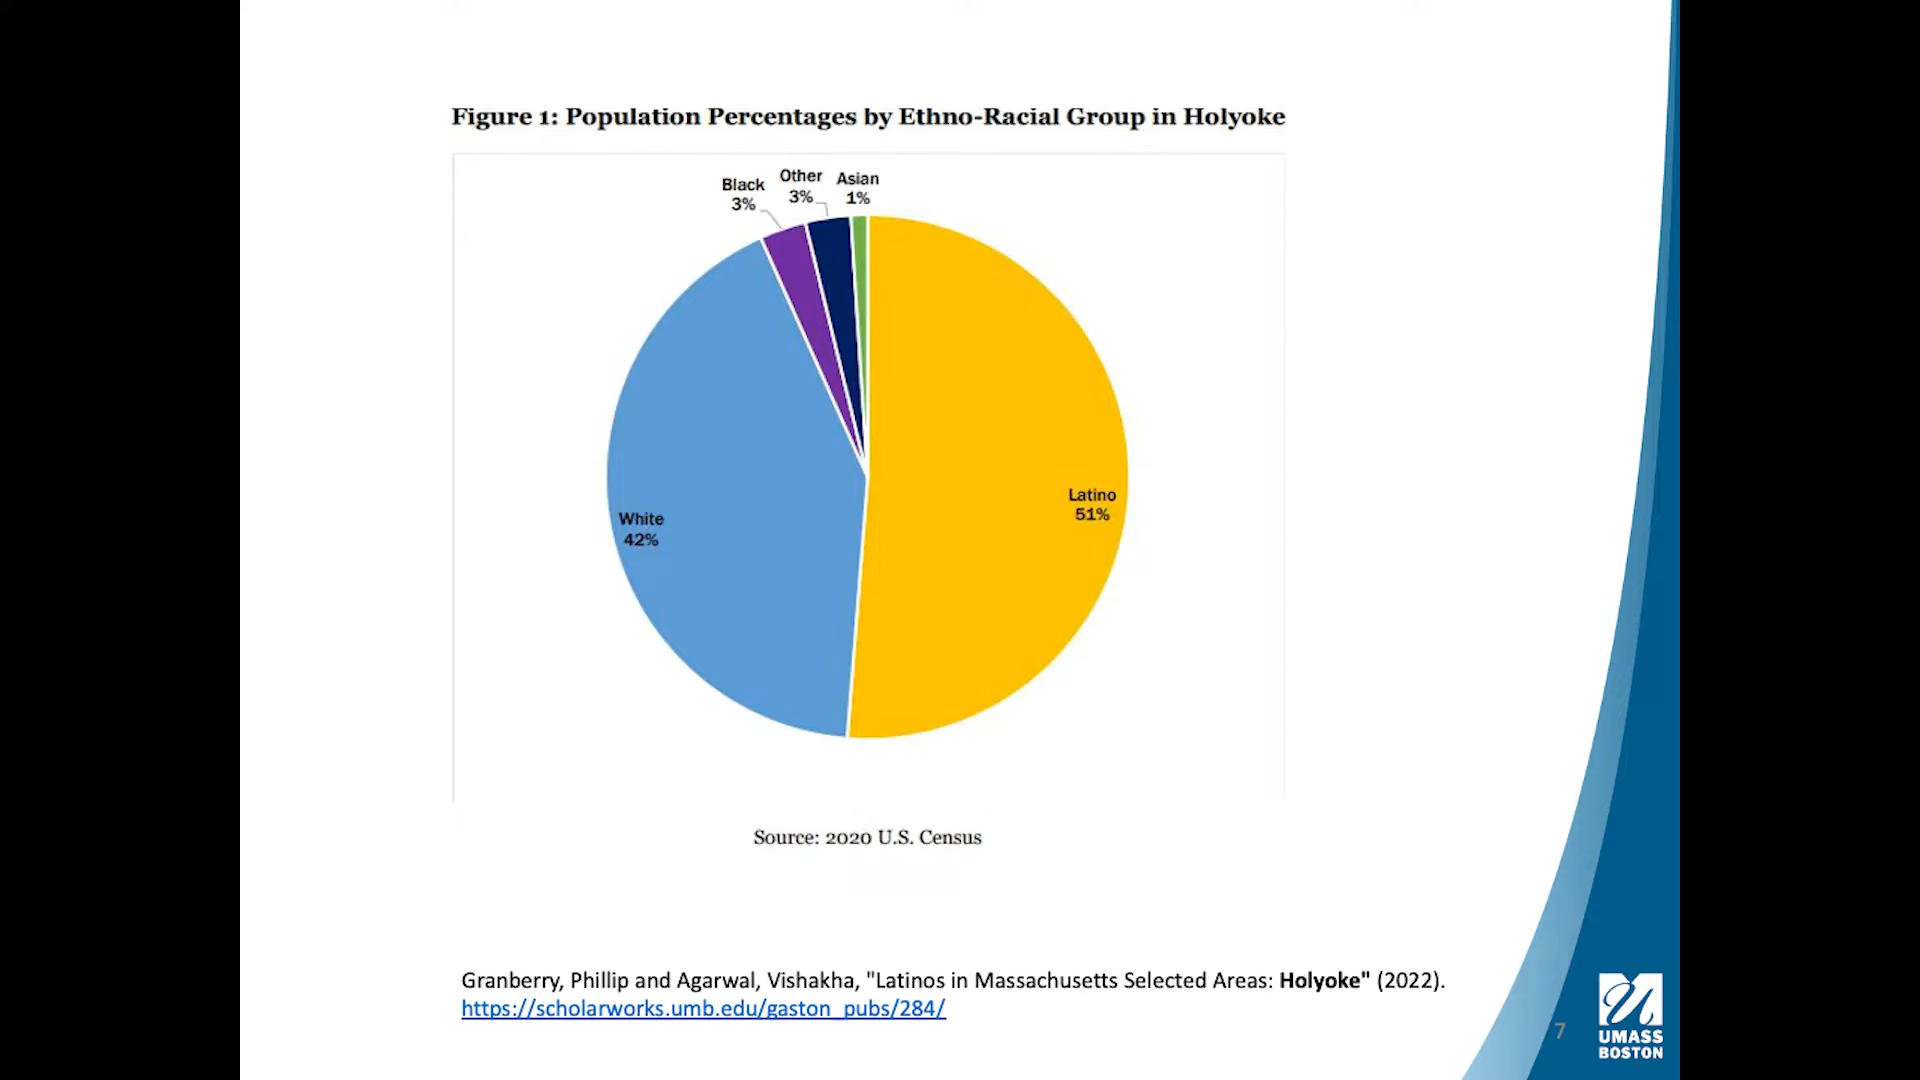 Figure 1: Population Percentages by Ethno-Racial Group in Holyoke
Black
3%
Other
3%
Asian
1%
Latino
51%
White
42%
Source: 2020 U.S. Census
Granberry, Phillip and Agarwal, Vishakha, "Latinos in Massachusetts Selected Areas: Holyoke" (2022).
https://scholarworks.umb.edu/gaston_pubs/284/
7
UMASS
BOSTON